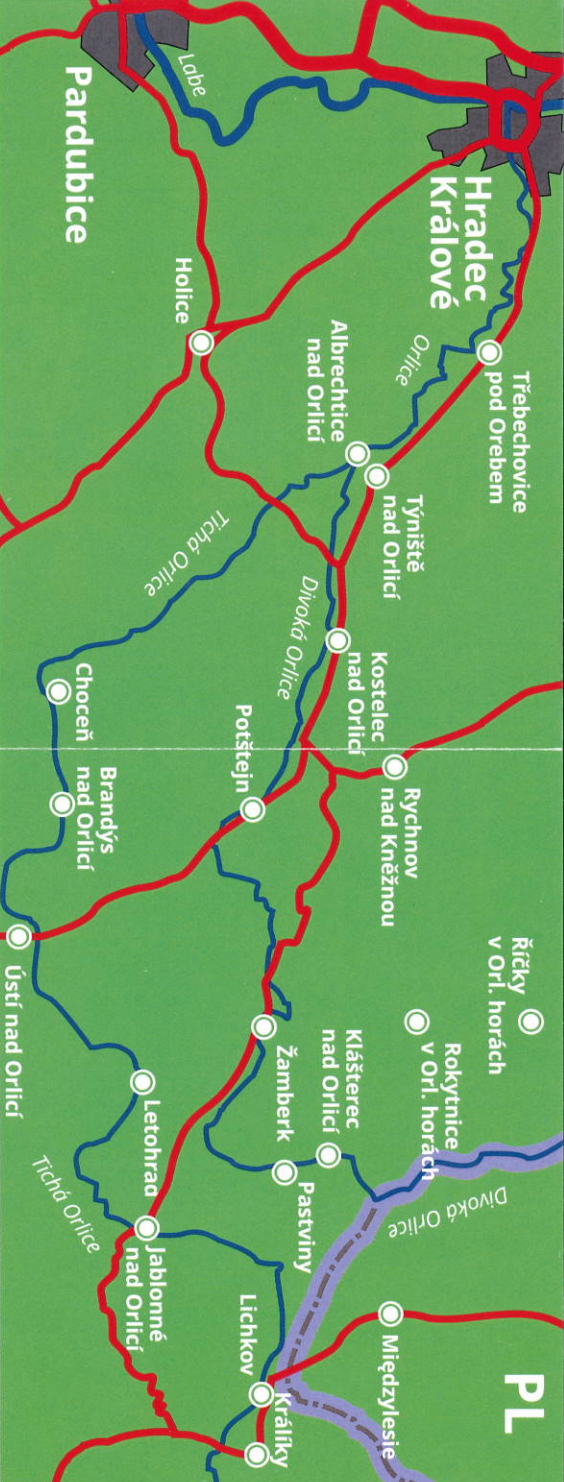 PL
Hradec
Králové
Pardubice
Labe
Třebechovice
pod Orebem
Orlice
Holice
Albrechtice
nad Orlicí
Týniště
nad Orlicí
Tichá Orlice
Divoká Orlice
Kostelec
nad Orlicí
Choceň
Potštejn
Rychnov
nad Kněžnou
Brandýs
nad Orlicí
Říčky
v Orl. horách
Rokytnice
v Orl. horách
Ústí nad Orlicí
Žamberk
Klášterec
nad Orlicí
Letohrad
Pastviny
Divoká Orlice
Tichá Orlice
Jablonné
nad Orlicí
Lichkov
Międzylesie
Králíky